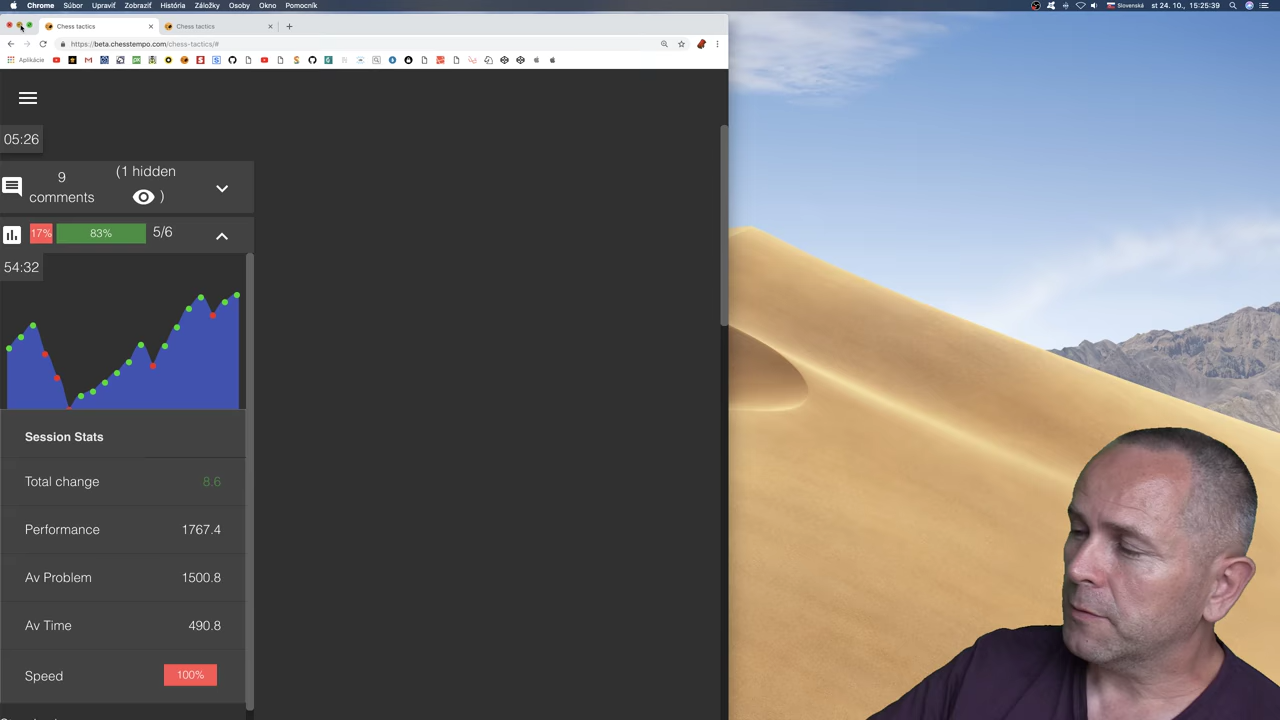 Chrome Súbor Upraviť Zobraziť História Záložky Osoby Okno Pomocník
Slovenská st 24. 10., 15:25:39
Chess tactics
Chess tactics
https://beta.chesstempo.com/chess-tactics/#
Aplikácie
05:26
9 comments (1 hidden )
17% 83% 5/6
54:32
Session Stats
Total change 8.6
Performance 1767.4
Av Problem 1500.8
Av Time 490.8
Speed 100%